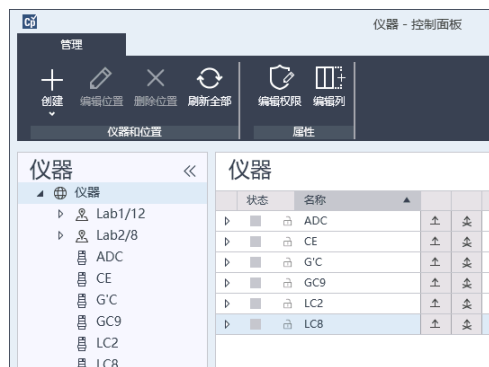 仪器 - 控制面板
管理
创建 编辑位置 删除位置 刷新全部 编辑权限 编辑列
仪器和位置 属性
仪器
仪器
Lab1/12
Lab2/8
ADC
CE
G'C
GC9
LC2
LC8
仪器
状态 名称
ADC
CE
G'C
GC9
LC2
LC8